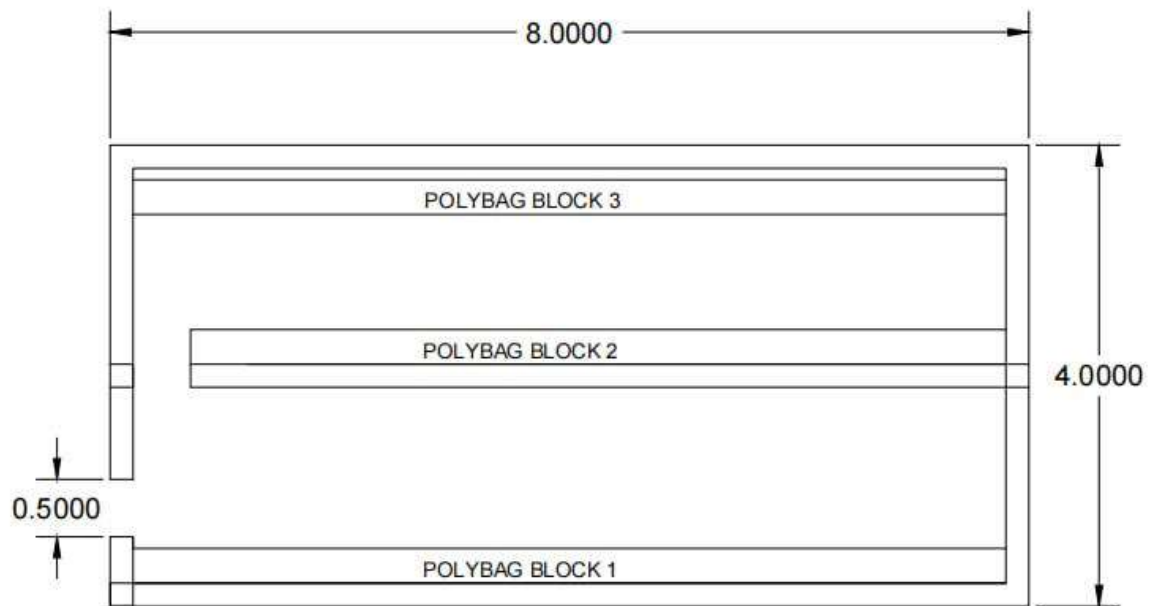 8.0000
POLYBAG BLOCK 3
POLYBAG BLOCK 2
4.0000
0.5000
POLYBAG BLOCK 1